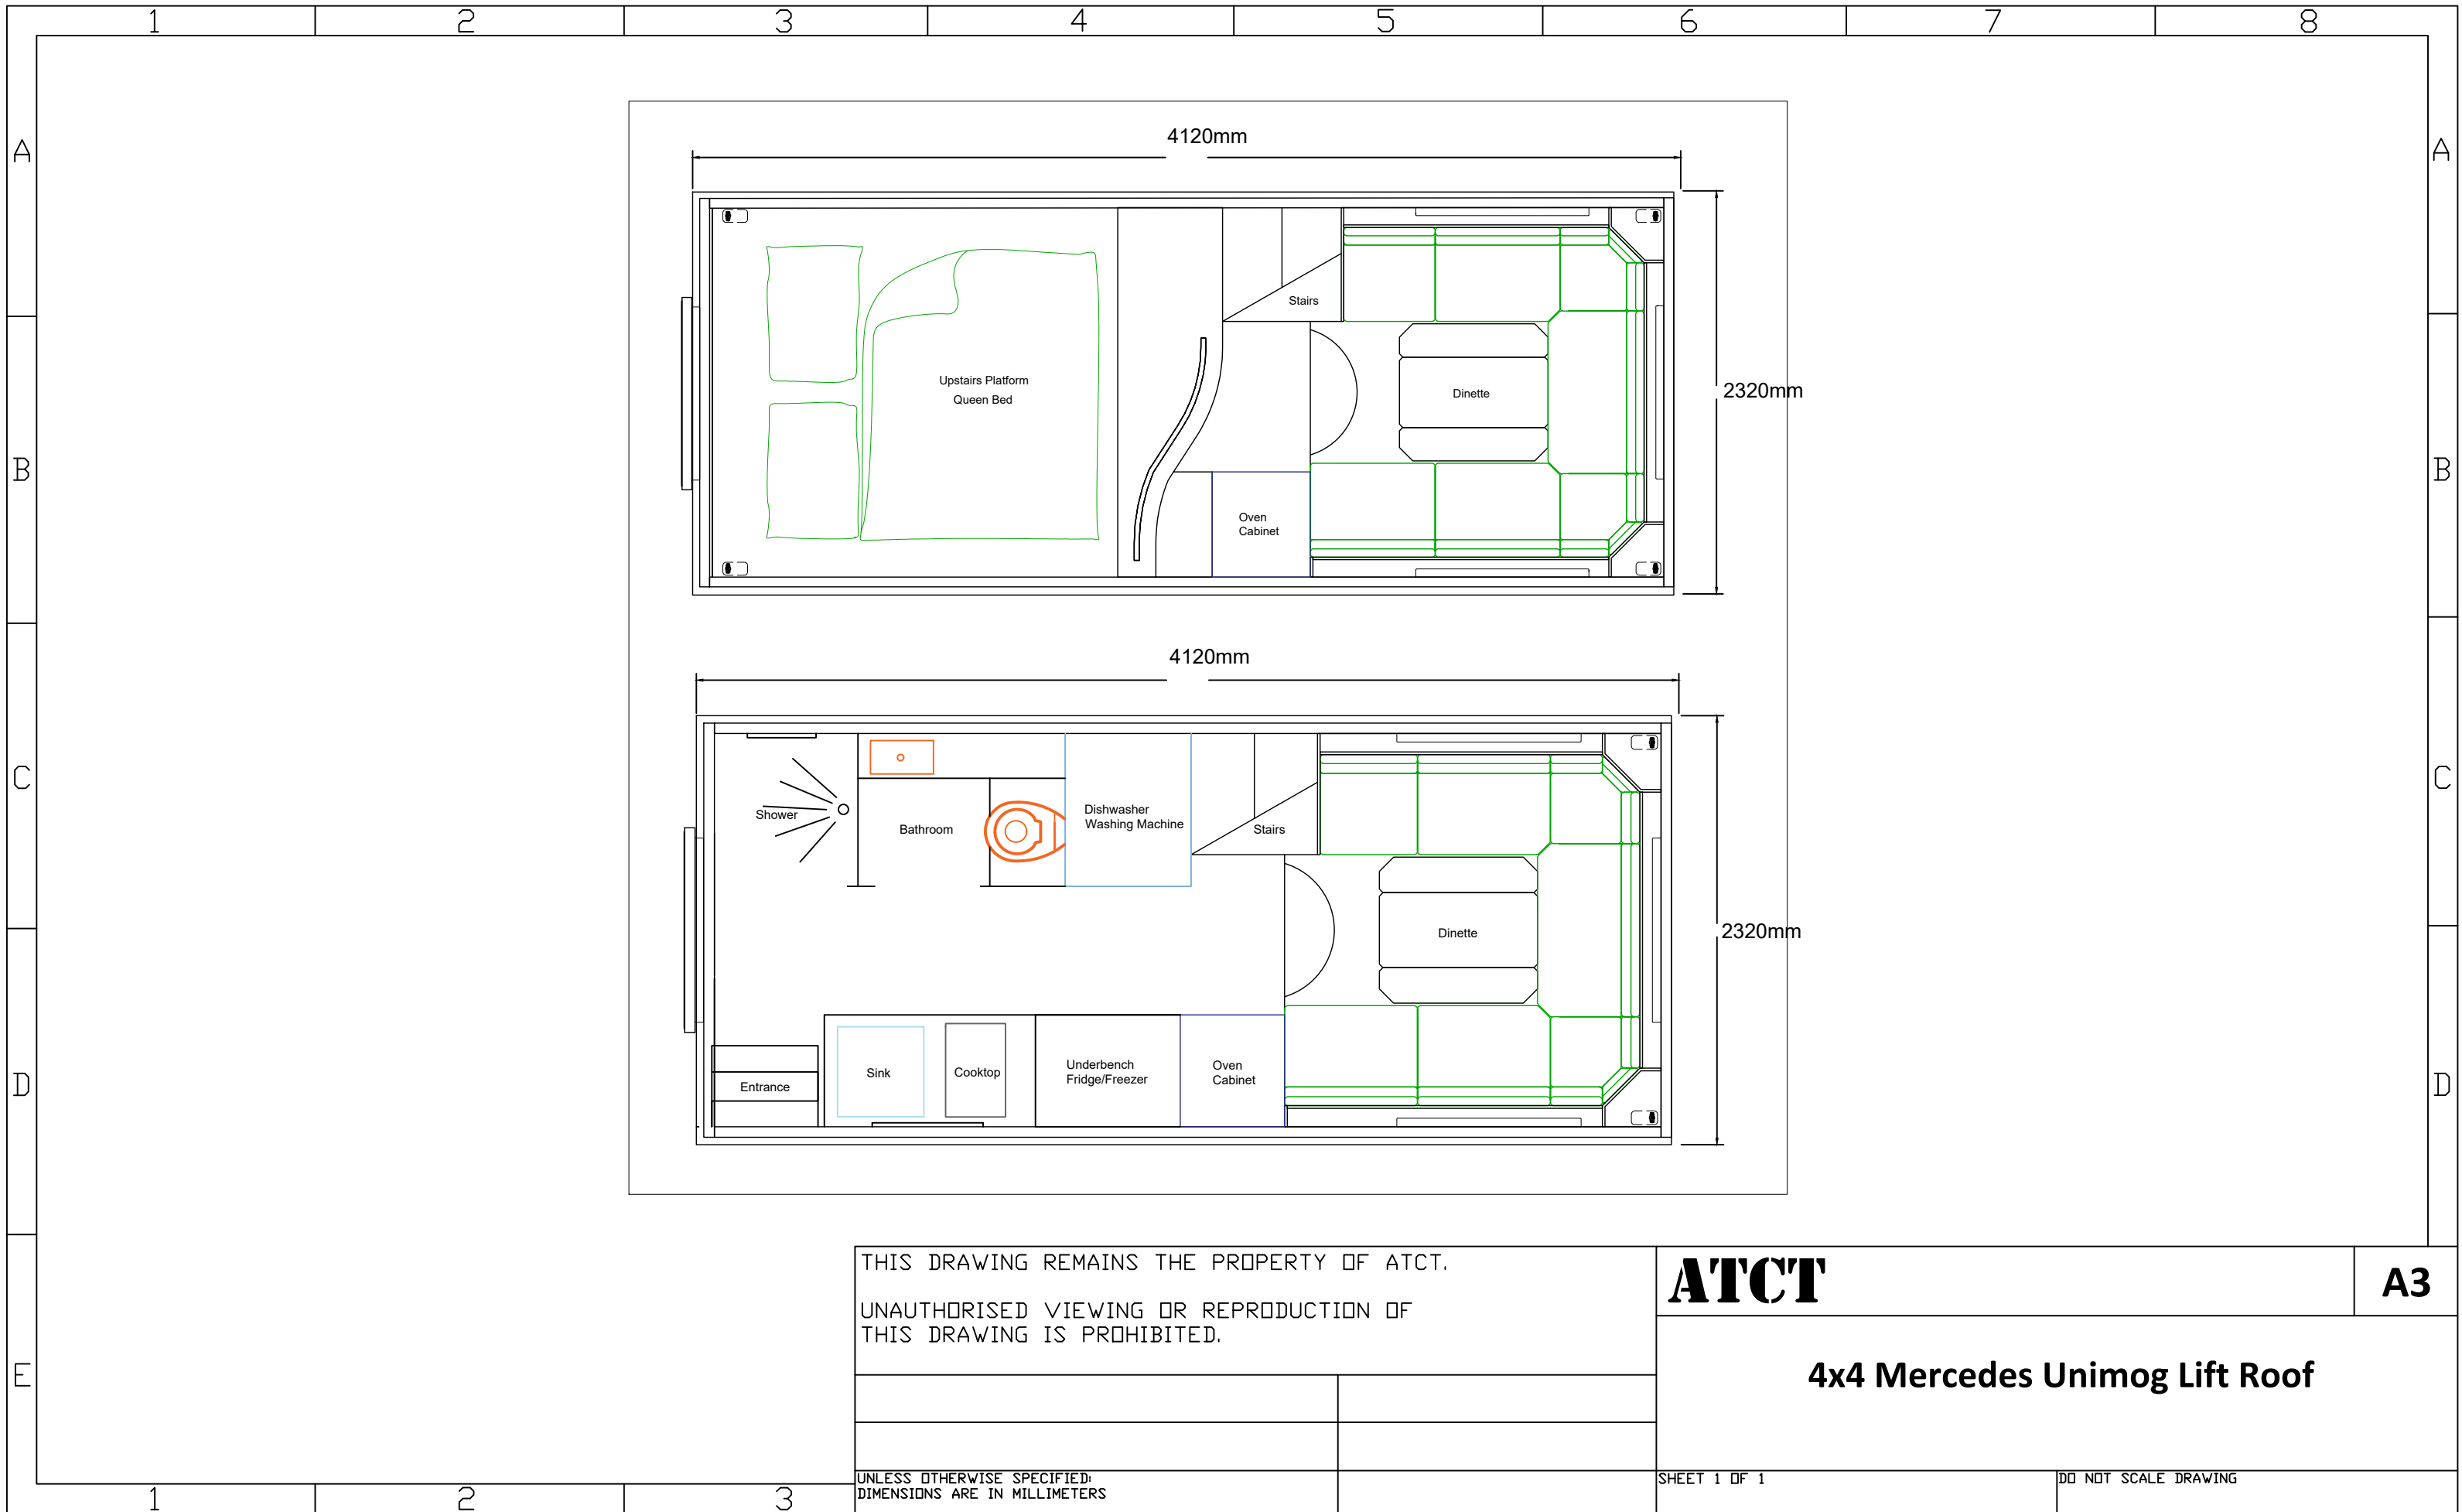 1 2 3 4 5 6 7 8
A A
4120mm
Stairs
2320mm
Upstairs Platform
Queen Bed
Dinette
B B
Oven
Cabinet
4120mm
C C
Shower
Bathroom
Dishwasher
Washing Machine
Stairs
Dinette
2320mm
D D
Entrance
Sink
Cooktop
Underbench
Fridge/Freezer
Oven
Cabinet
THIS DRAWING REMAINS THE PROPERTY OF ATCT.
UNAUTHORISED VIEWING OR REPRODUCTION OF
THIS DRAWING IS PROHIBITED.
ATCT
A3
E
4x4 Mercedes Unimog Lift Roof
UNLESS OTHERWISE SPECIFIED:
DIMENSIONS ARE IN MILLIMETERS
SHEET 1 OF 1
DO NOT SCALE DRAWING
1 2 3